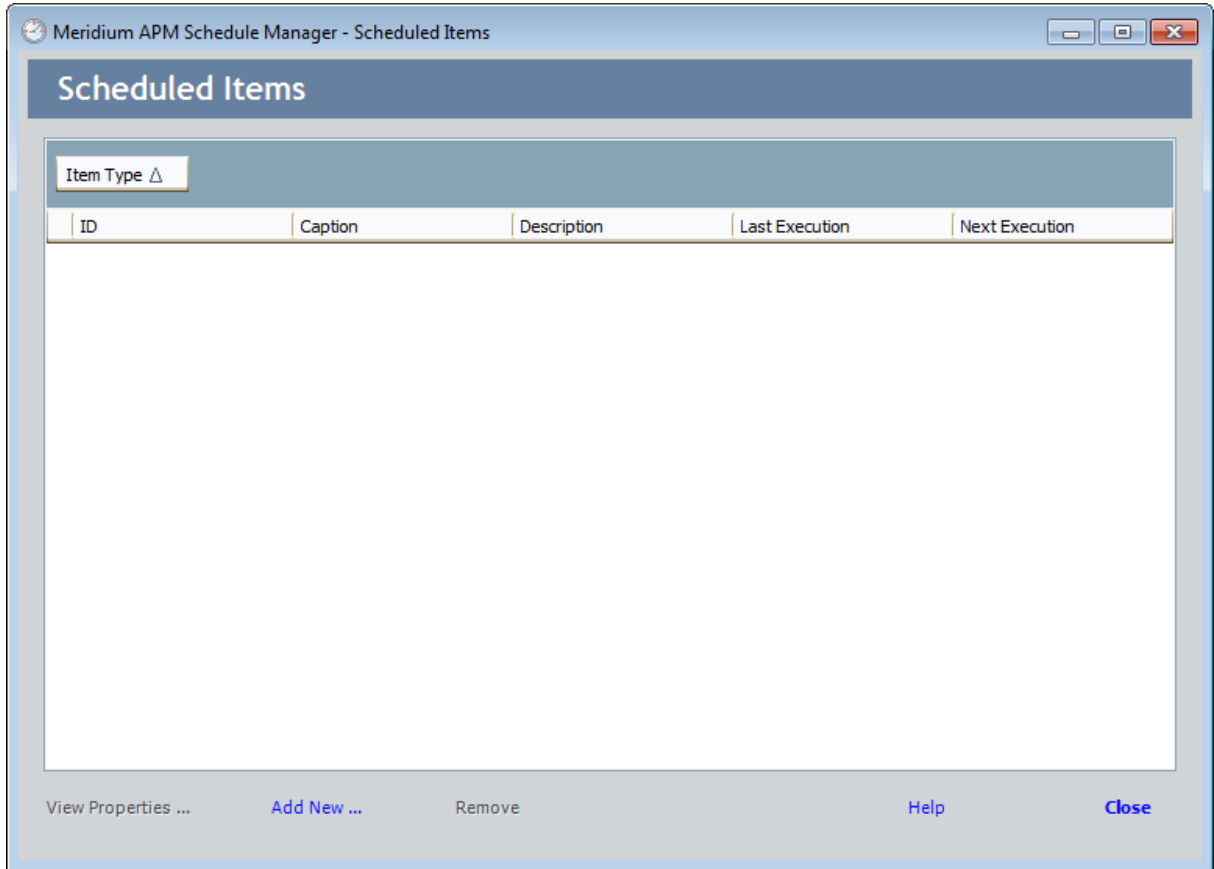 Meridium APM Schedule Manager - Scheduled Items
Scheduled Items
Item Type
ID Caption Description Last Execution Next Execution
View Properties ... Add New ... Remove Help Close